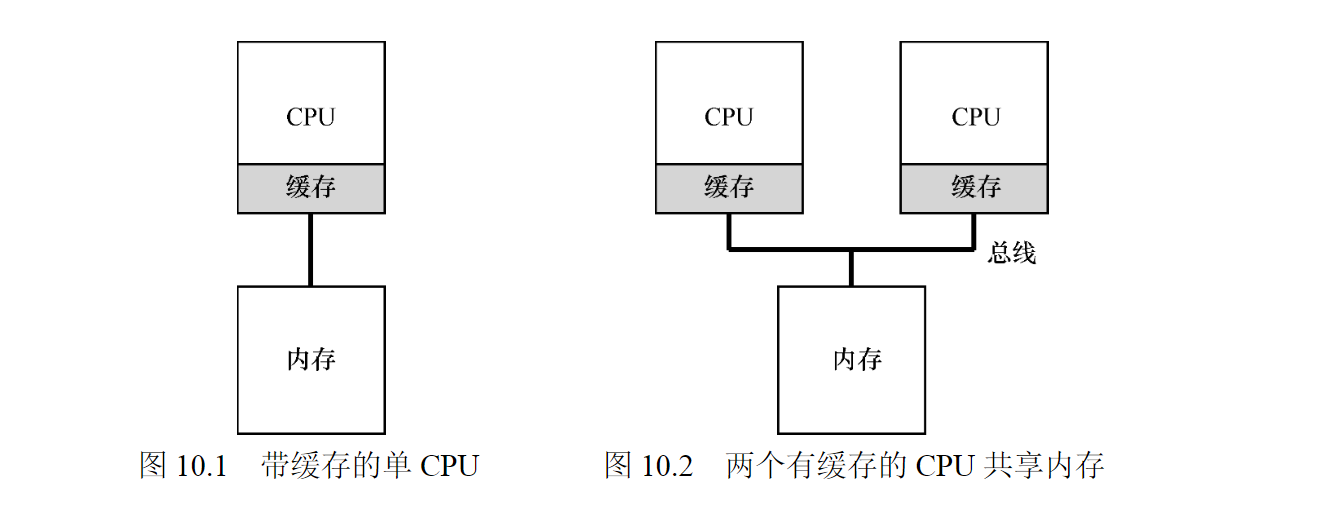 CPU
缓存
内存
图 10.1 带缓存的单 CPU
CPU CPU
缓存 缓存
总线
内存
图 10.2 两个有缓存的 CPU 共享内存